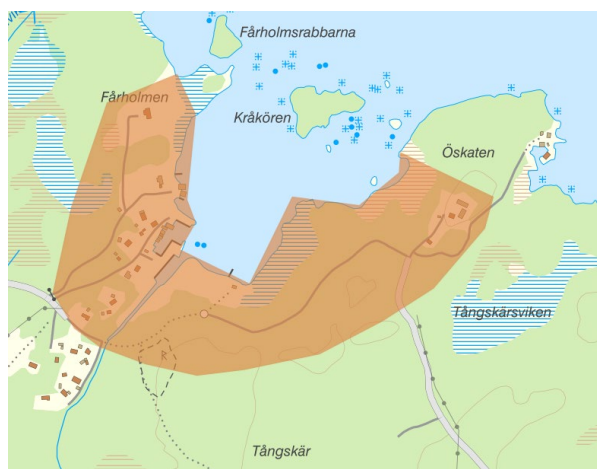 Fårholmsrabbarna
Fårholmen
Kråkören
Öskaten
Tångskärsviken
Tångskär